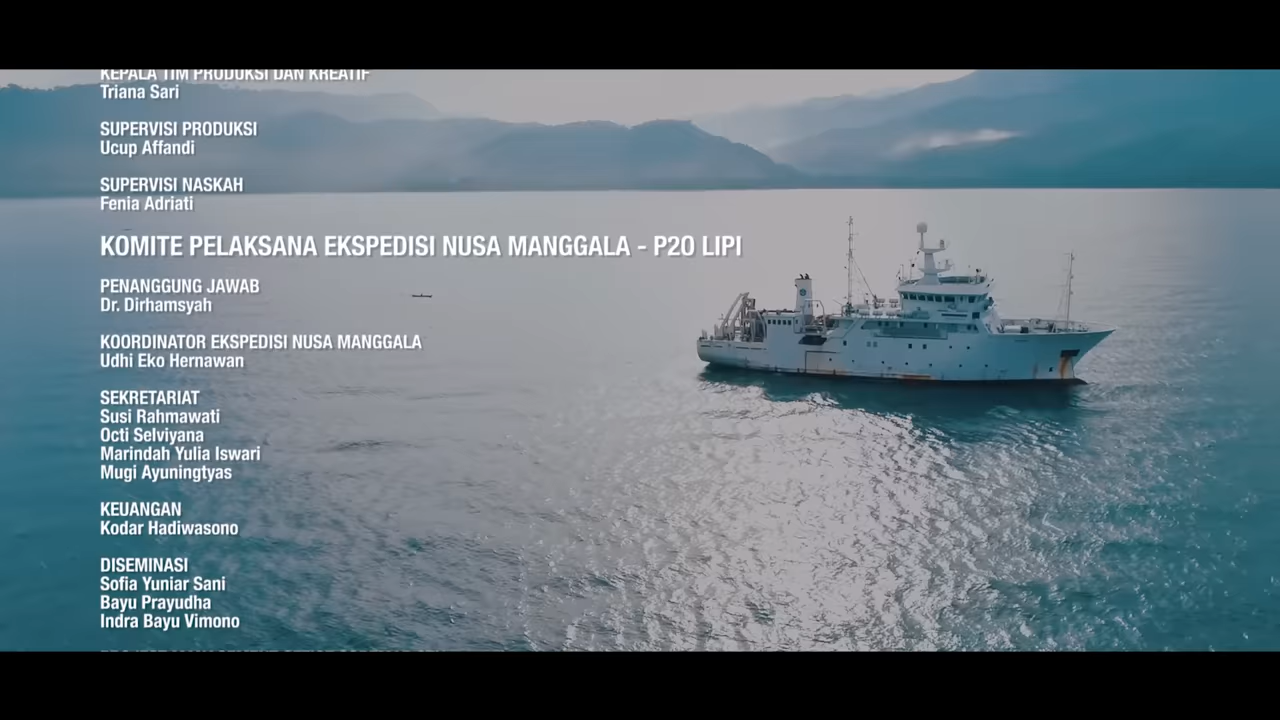 KEPALA TIM PRODUKSI DAN KREATIF
Triana Sari
SUPERVISI PRODUKSI
Ucup Affandi
SUPERVISI NASKAH
Fenia Adriati
KOMITE PELAKSANA EKSPEDISI NUSA MANGGALA - P2O LIPI
PENANGGUNG JAWAB
Dr. Dirhamsyah
KOORDINATOR EKSPEDISI NUSA MANGGALA
Udhi Eko Hernawan
SEKRETARIAT
Susi Rahmawati
Octi Selviyana
Marindah Yulia Iswari
Mugi Ayuningtyas
KEUANGAN
Kodar Hadiwasono
DISEMINASI
Sofia Yuniar Sani
Bayu Prayudha
Indra Bayu Vimono